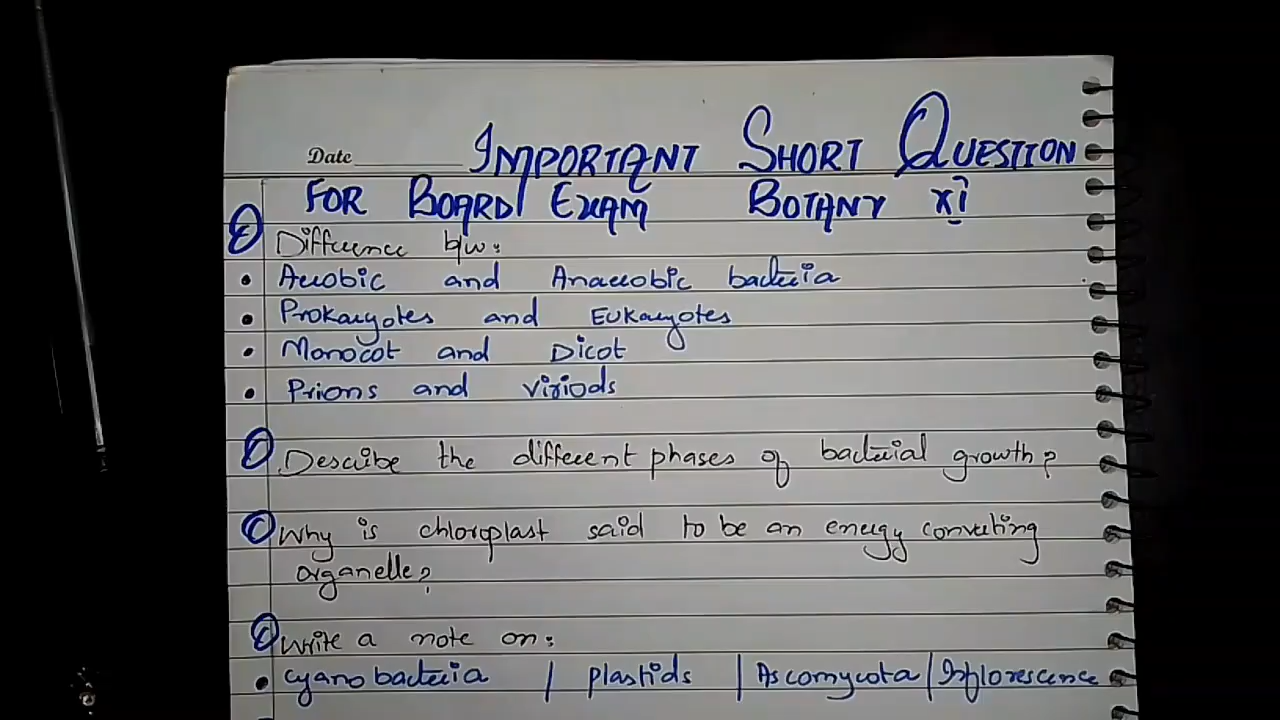 Date IMPORTANT SHORT QUESTION
FOR BOARD EXAM BOTANY XI
Difference b/w:
• Aerobic and Anaerobic bacteria
• Prokaryotes and Eukaryotes
• Monocot and Dicot
• Prions and Viriods
Describe the different phases of bacterial growth?
Why is chloroplast said to be an energy converting
organelle?
Write a note on:
• Cyanobacteria / plastids / Ascomycota / Inflorescence